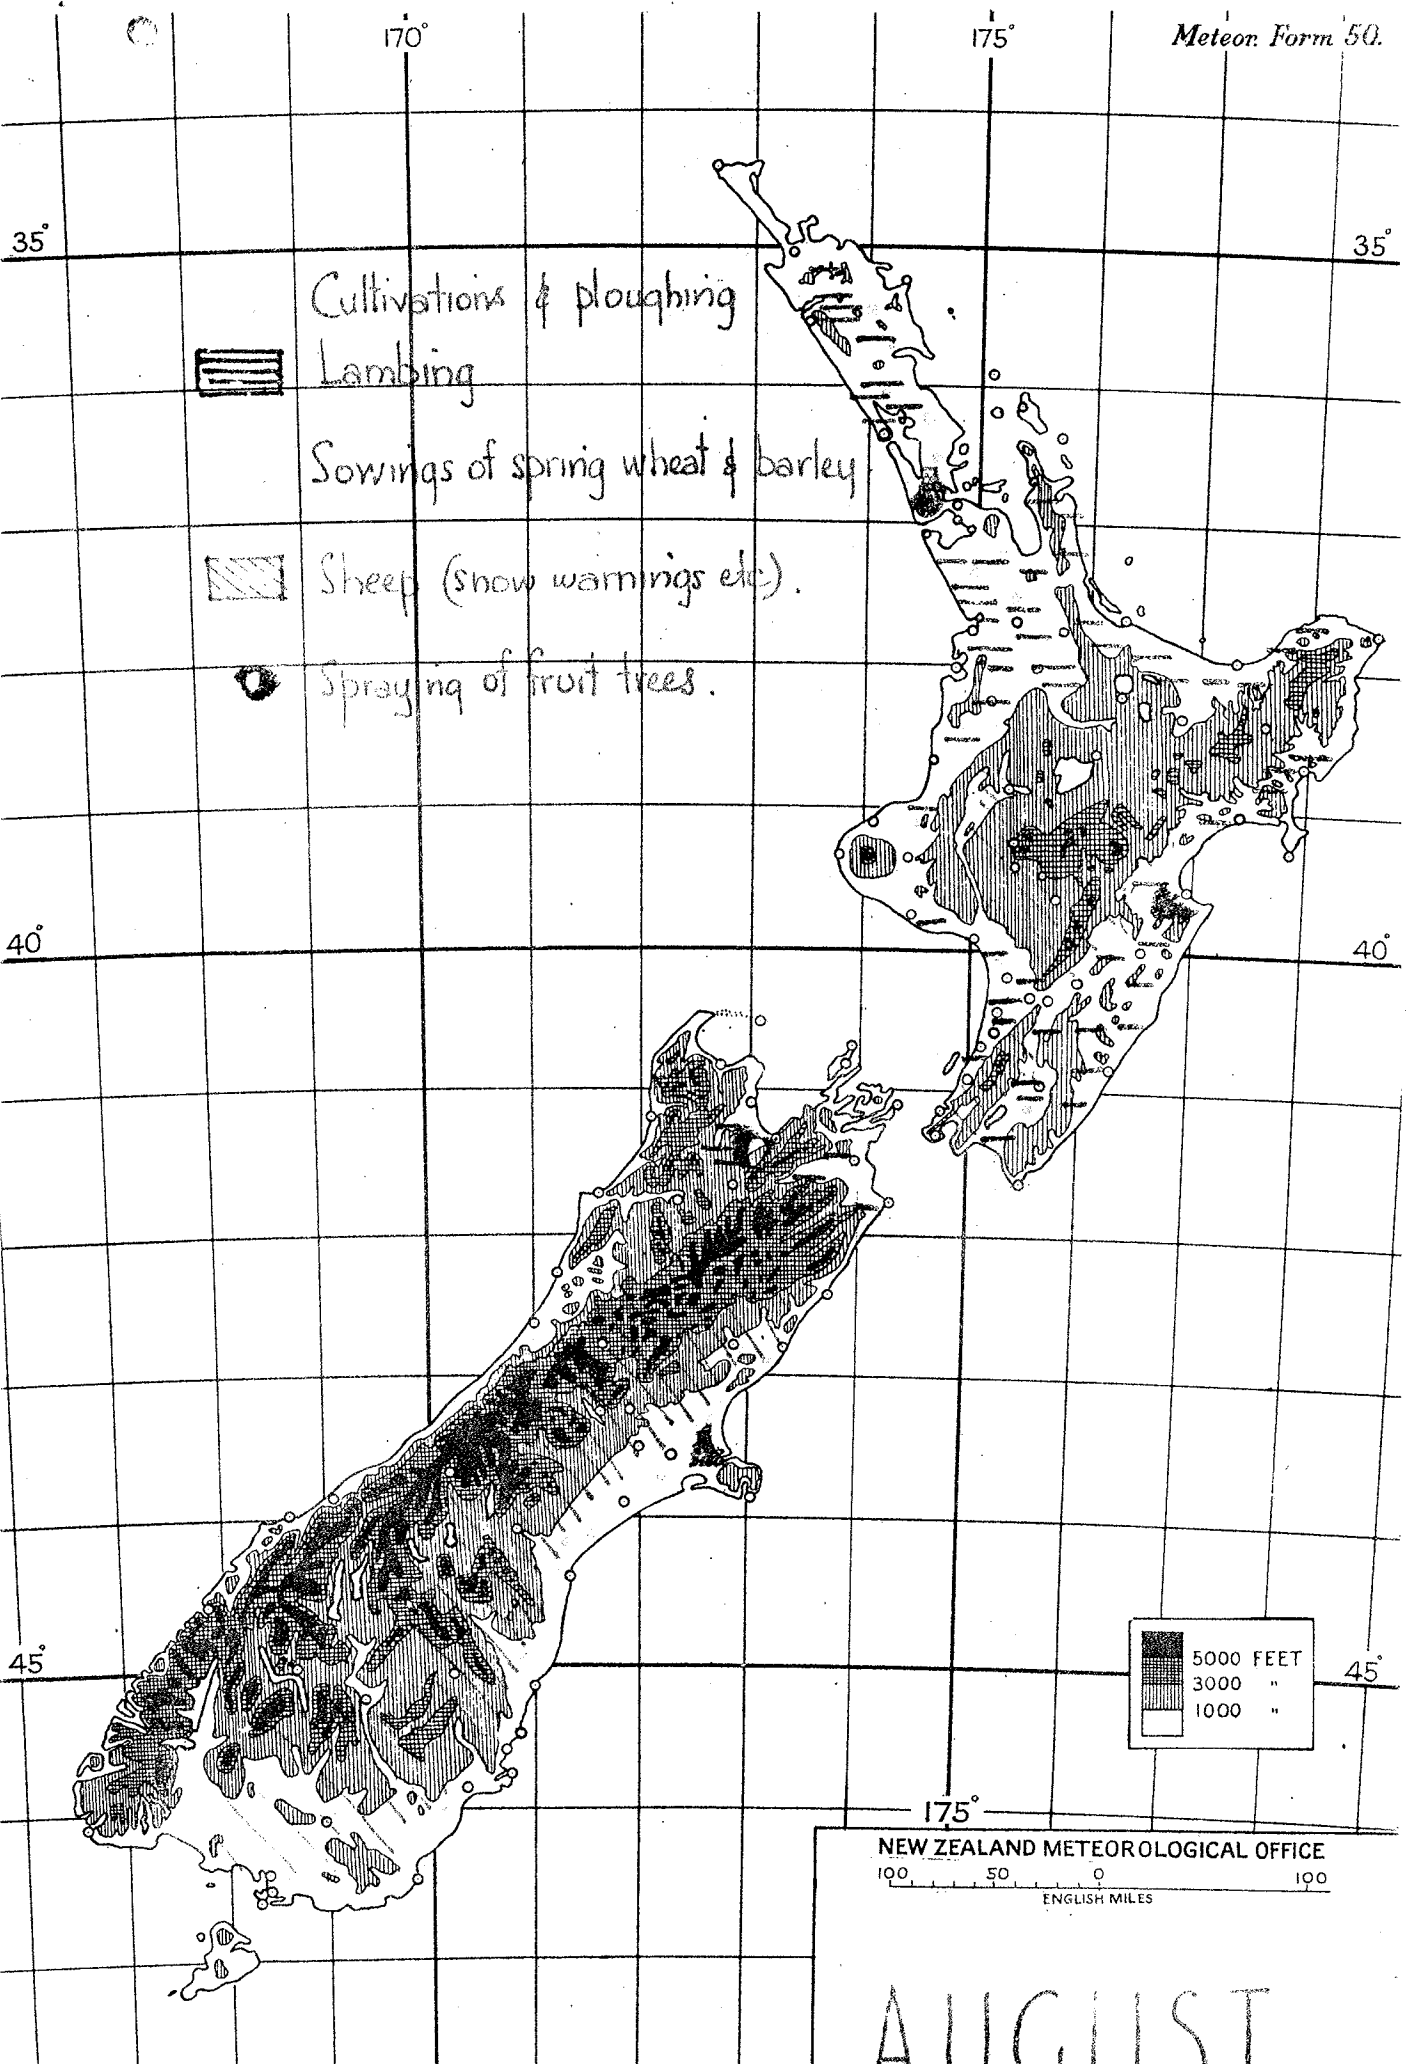 170°
175°
Meteor. Form 50.
35°
35°
Cultivations & ploughing
Lambing
Sowings of spring wheat & barley
Sheep (snow warnings etc).
Spraying of fruit trees.
40°
40°
5000 FEET
3000 "
1000 "
45°
45°
175°
NEW ZEALAND METEOROLOGICAL OFFICE
100 50 0 100
ENGLISH MILES
AUGUST